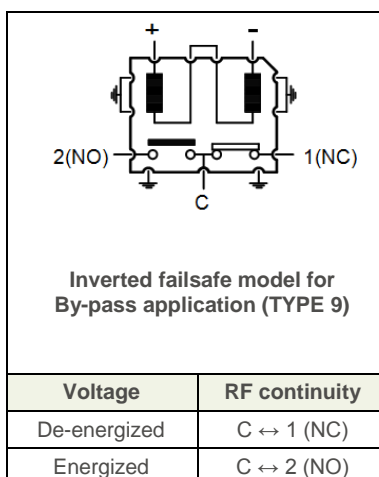 + -
2(NO) 1(NC)
C
Inverted failsafe model for
By-pass application (TYPE 9)
Voltage RF continuity
De-energized C ↔ 1 (NC)
Energized C ↔ 2 (NO)